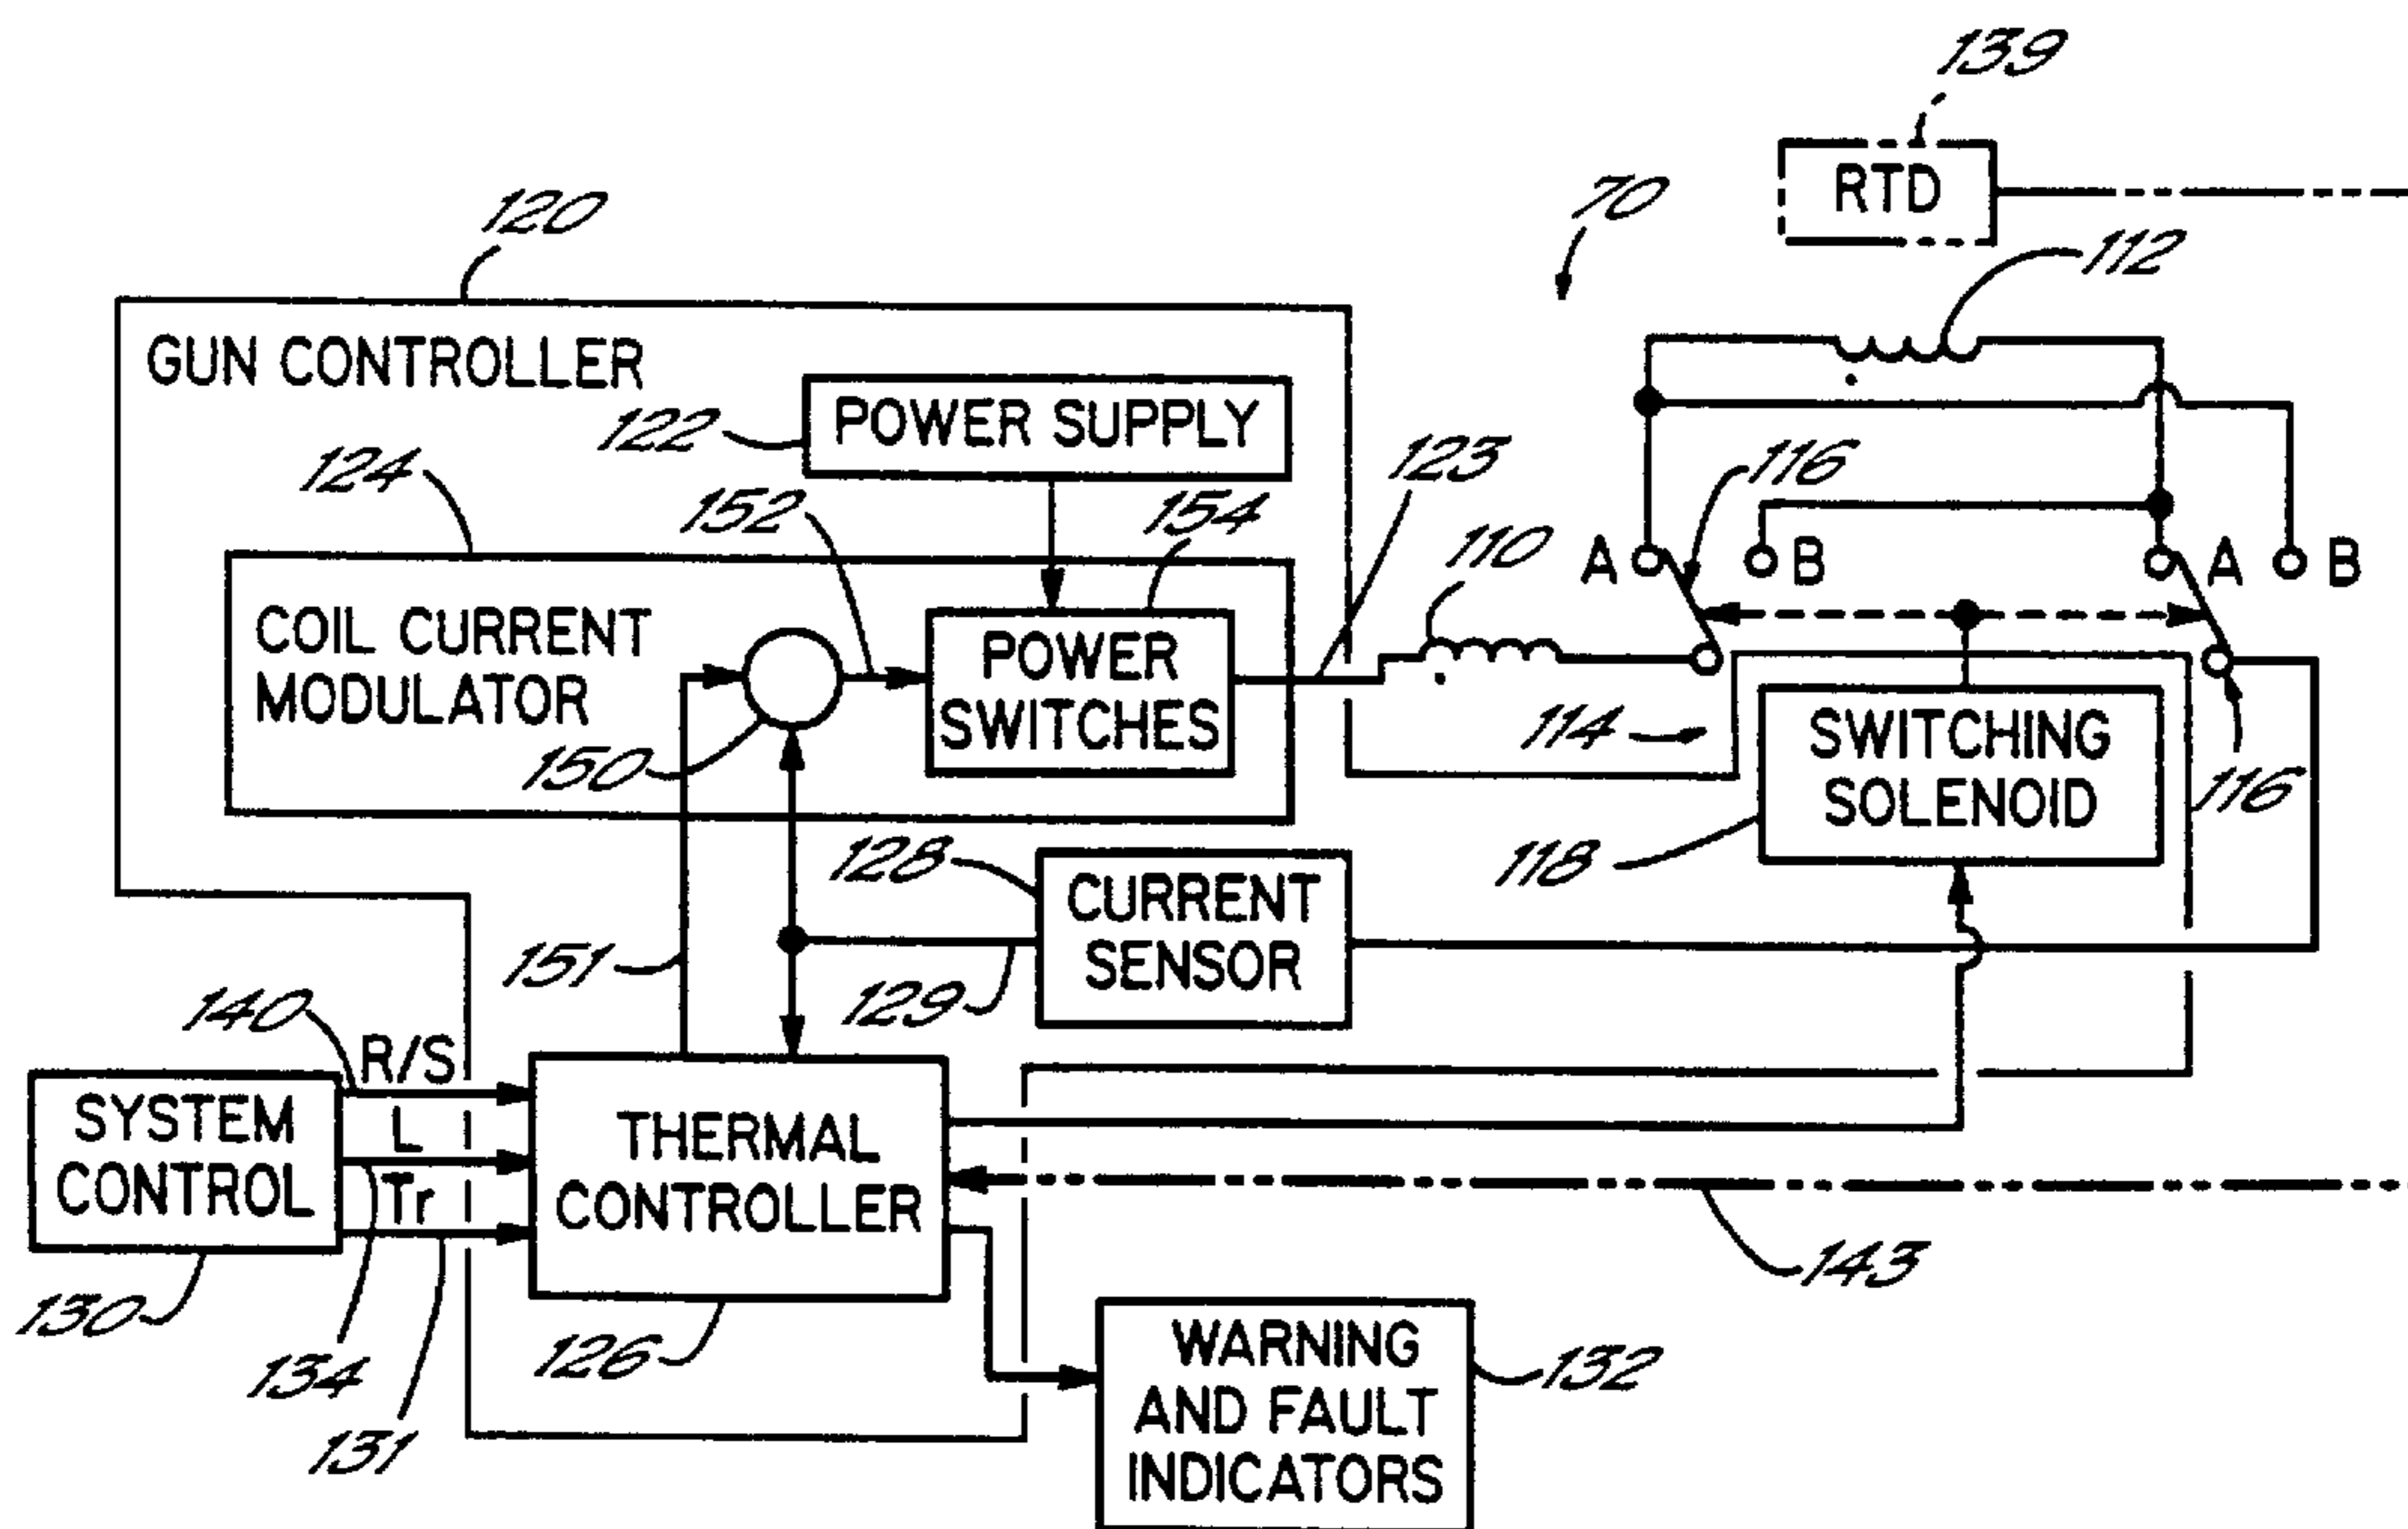 139
RTD
120
70
112
GUN CONTROLLER
POWER SUPPLY
122
123
116
124
152
154
110
A
B
A
B
COIL CURRENT
MODULATOR
POWER
SWITCHES
150
114
SWITCHING
SOLENOID
116
118
128
CURRENT
SENSOR
151
129
140
R/S
SYSTEM
CONTROL
L
Tr
THERMAL
CONTROLLER
143
130
134
131
126
WARNING
AND FAULT
INDICATORS
132